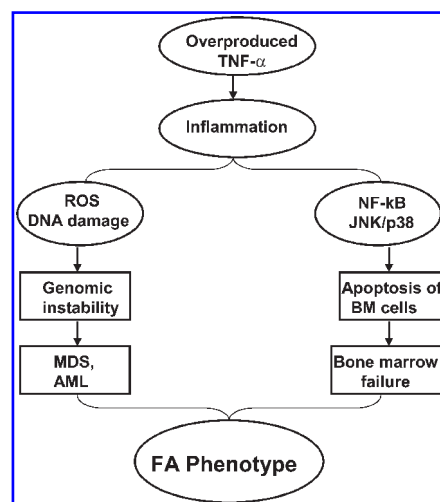 Overproduced
TNF-α
Inflammation
ROS
DNA damage
NF-kB
JNK/p38
Genomic
instability
Apoptosis of
BM cells
MDS,
AML
Bone marrow
failure
FA Phenotype